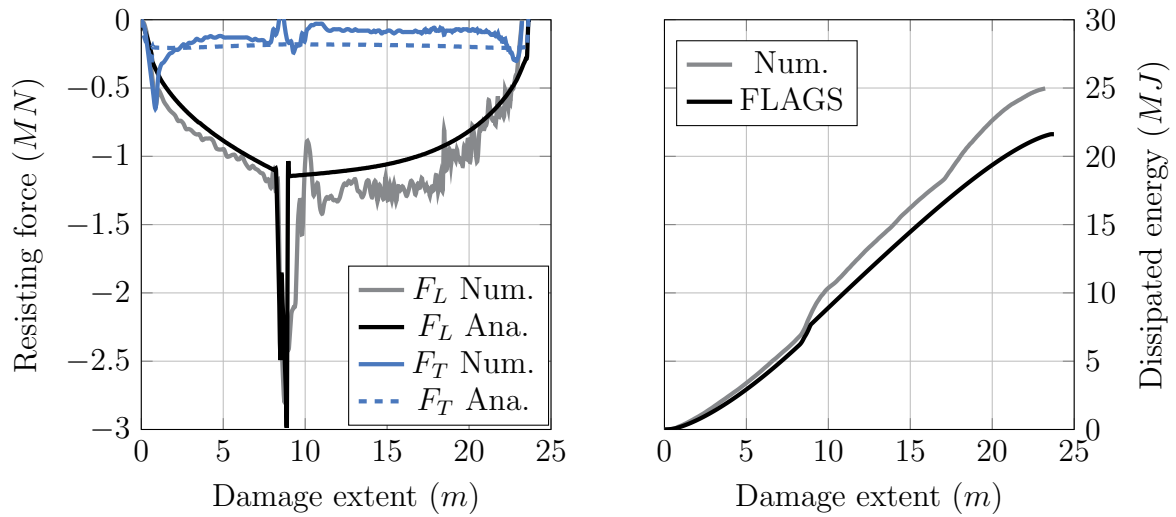 Resisting force (MN)
0
−0.5
−1
−1.5
−2
−2.5
−3
0 5 10 15 20 25
Damage extent (m)
F_L Num.
F_L Ana.
F_T Num.
F_T Ana.
Num.
FLAGS
30
25
20
15
10
5
0
0 5 10 15 20 25
Damage extent (m)
Dissipated energy (MJ)